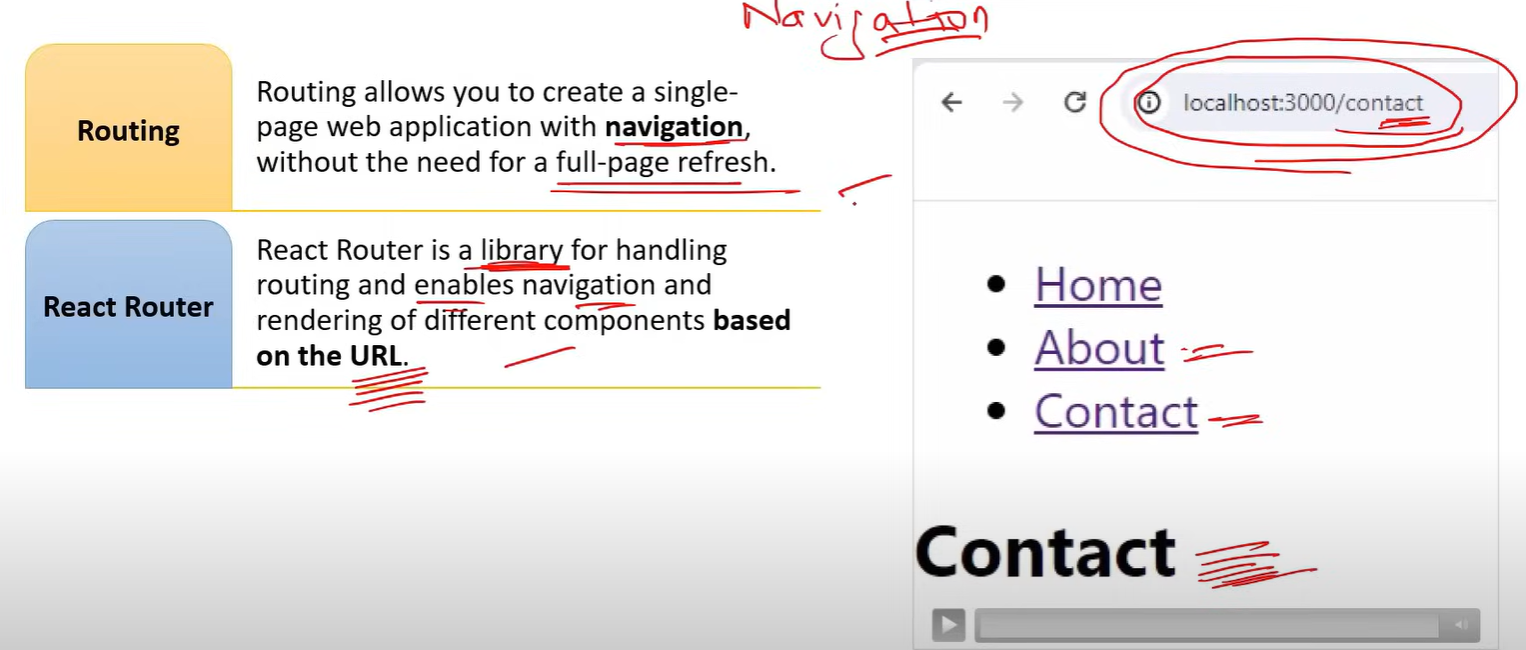 Navigation
Routing
Routing allows you to create a single-
page web application with navigation,
without the need for a full-page refresh.
React Router
React Router is a library for handling
routing and enables navigation and
rendering of different components based
on the URL.
localhost:3000/contact
Home
About
Contact
Contact